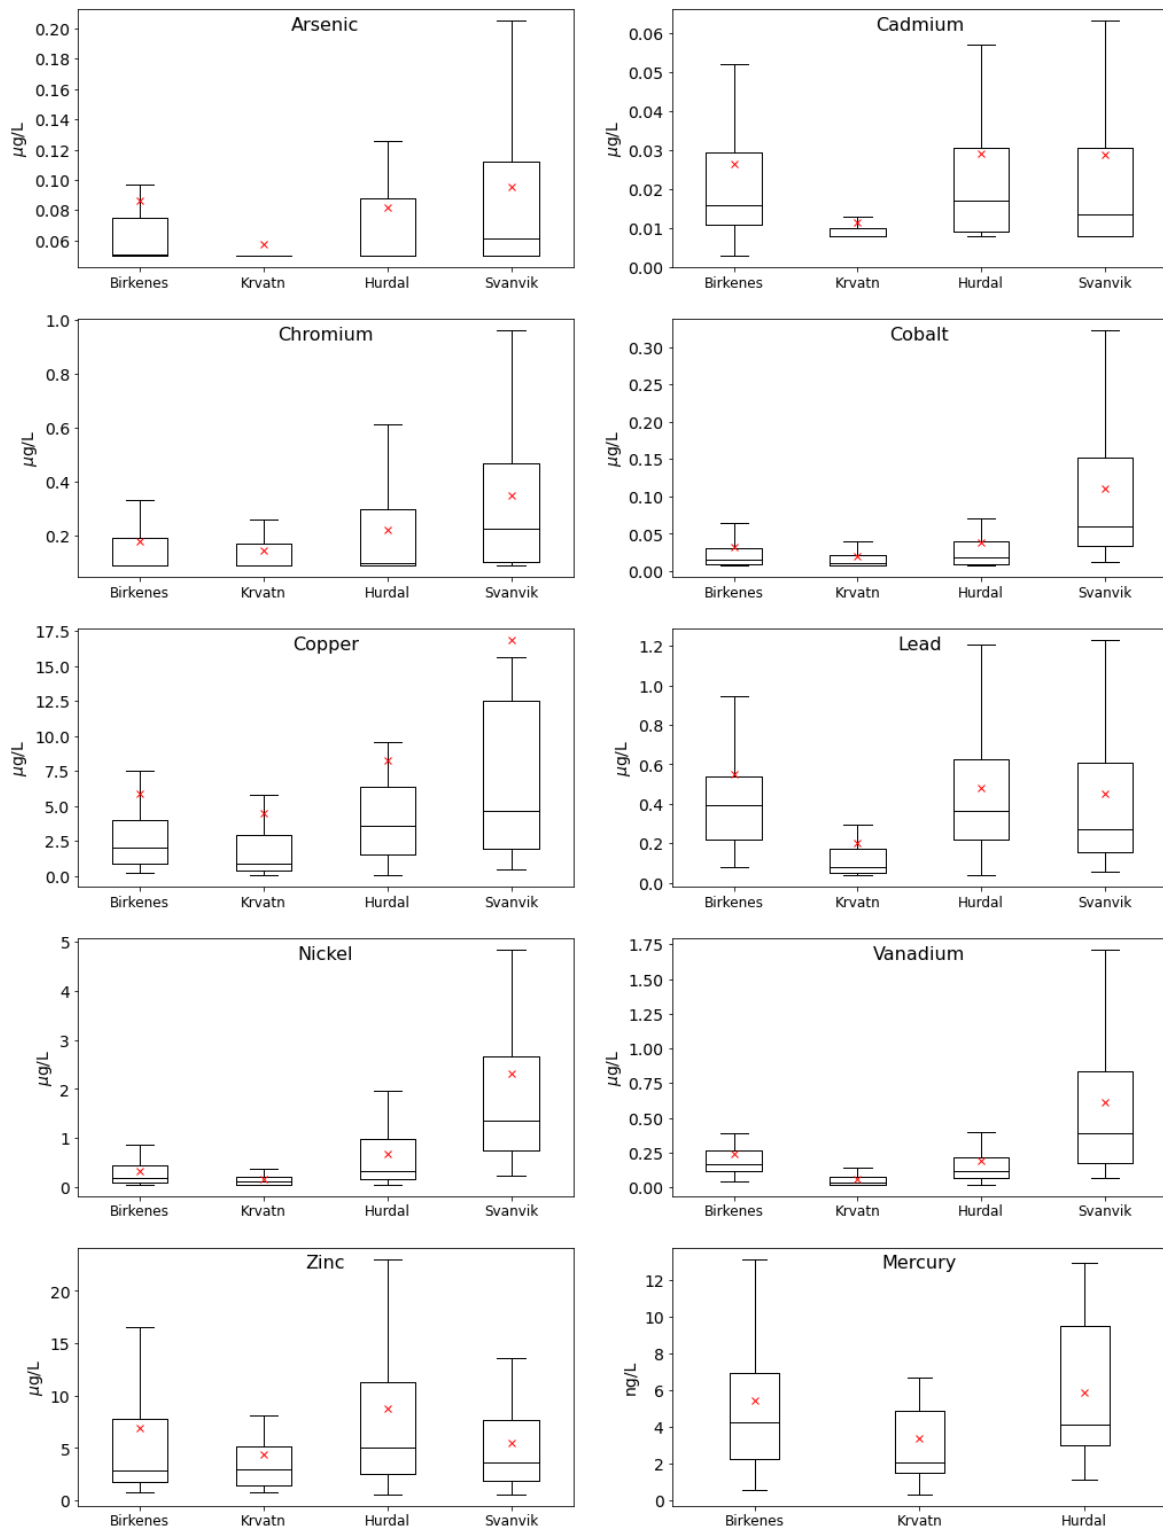 Arsenic
µg/L
0.20
0.18
0.16
0.14
0.12
0.10
0.08
0.06
Birkenes Krvatn Hurdal Svanvik
Cadmium
µg/L
0.06
0.05
0.04
0.03
0.02
0.01
0.00
Birkenes Krvatn Hurdal Svanvik
Chromium
µg/L
1.0
0.8
0.6
0.4
0.2
Birkenes Krvatn Hurdal Svanvik
Cobalt
µg/L
0.30
0.25
0.20
0.15
0.10
0.05
0.00
Birkenes Krvatn Hurdal Svanvik
Copper
µg/L
17.5
15.0
12.5
10.0
7.5
5.0
2.5
0.0
Birkenes Krvatn Hurdal Svanvik
Lead
µg/L
1.2
1.0
0.8
0.6
0.4
0.2
0.0
Birkenes Krvatn Hurdal Svanvik
Nickel
µg/L
5
4
3
2
1
0
Birkenes Krvatn Hurdal Svanvik
Vanadium
µg/L
1.75
1.50
1.25
1.00
0.75
0.50
0.25
0.00
Birkenes Krvatn Hurdal Svanvik
Zinc
µg/L
20
15
10
5
0
Birkenes Krvatn Hurdal Svanvik
Mercury
ng/L
12
10
8
6
4
2
0
Birkenes Krvatn Hurdal